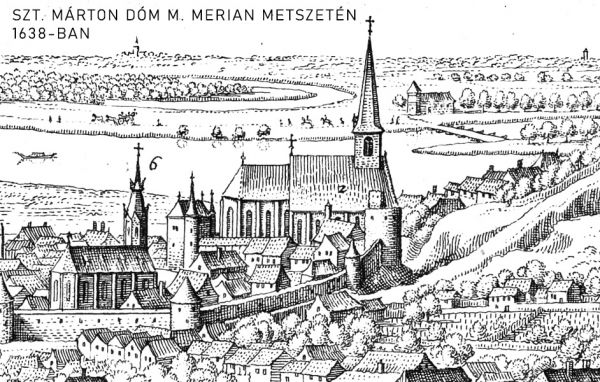 SZT. MÁRTON DÓM M. MERIAN METSZETÉN
1638-BAN
6
2